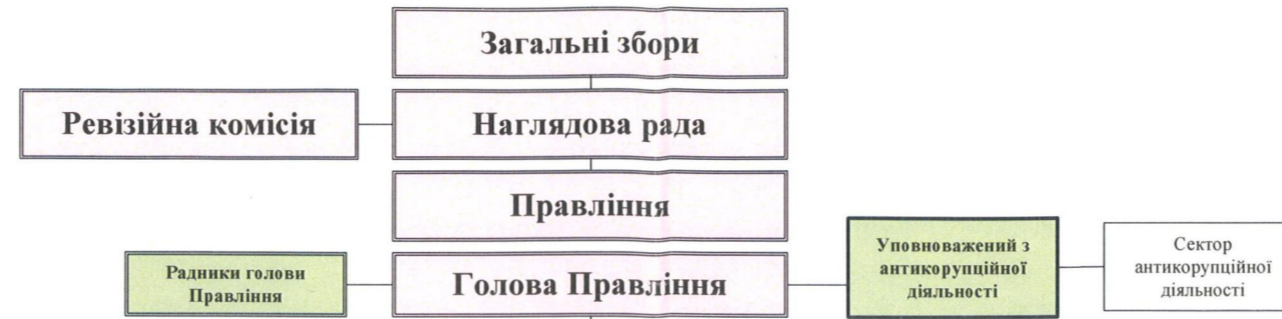 Загальні збори
Ревізійна комісія
Наглядова рада
Правління
Радники голови
Правління
Голова Правління
Уповноважений з
антикорупційної
діяльності
Сектор
антикорупційної
діяльності